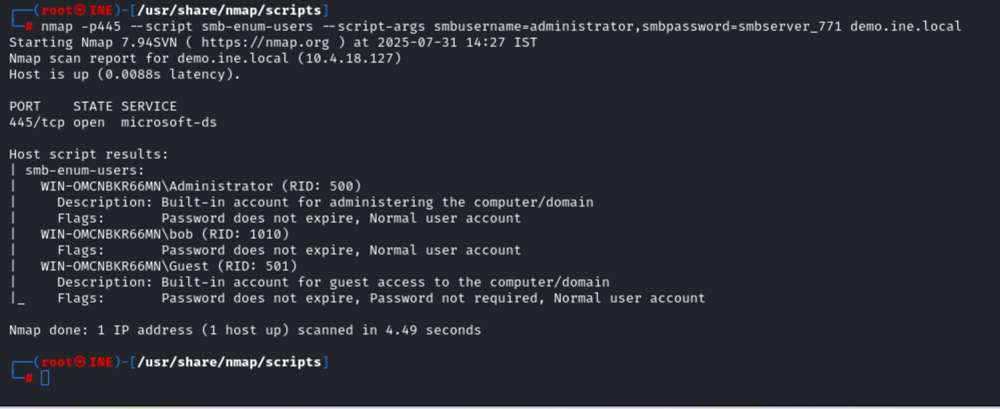 ┌──(root㉿INE)-[/usr/share/nmap/scripts]
└─# nmap -p445 --script smb-enum-users --script-args smbusername=administrator,smbpassword=smbserver_771 demo.ine.local
Starting Nmap 7.94SVN ( https://nmap.org ) at 2025-07-31 14:27 IST
Nmap scan report for demo.ine.local (10.4.18.127)
Host is up (0.0088s latency).

PORT    STATE SERVICE
445/tcp open  microsoft-ds

Host script results:
| smb-enum-users:
|   WIN-OMCNBKR66MN\Administrator (RID: 500)
|     Description: Built-in account for administering the computer/domain
|     Flags:       Password does not expire, Normal user account
|   WIN-OMCNBKR66MN\bob (RID: 1010)
|     Flags:       Password does not expire, Normal user account
|   WIN-OMCNBKR66MN\Guest (RID: 501)
|     Description: Built-in account for guest access to the computer/domain
|_    Flags:       Password does not expire, Password not required, Normal user account

Nmap done: 1 IP address (1 host up) scanned in 4.49 seconds

┌──(root㉿INE)-[/usr/share/nmap/scripts]
└─#